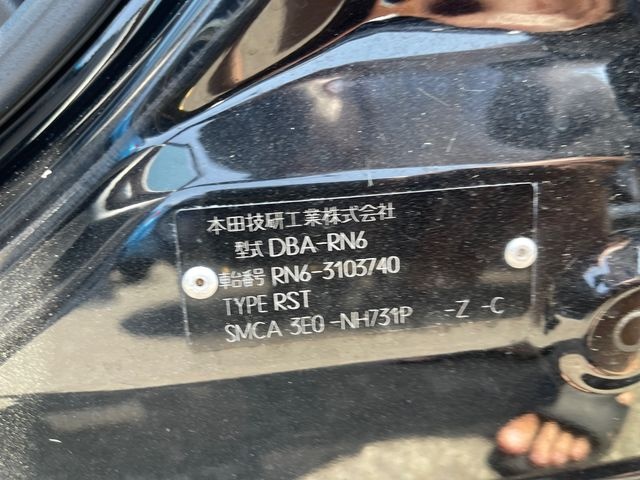 本田技研工業株式会社
型式 DBA-RN6
車台番号 RN6-3103740
TYPE RST
SMCA 3E0 -NH731P -Z -C